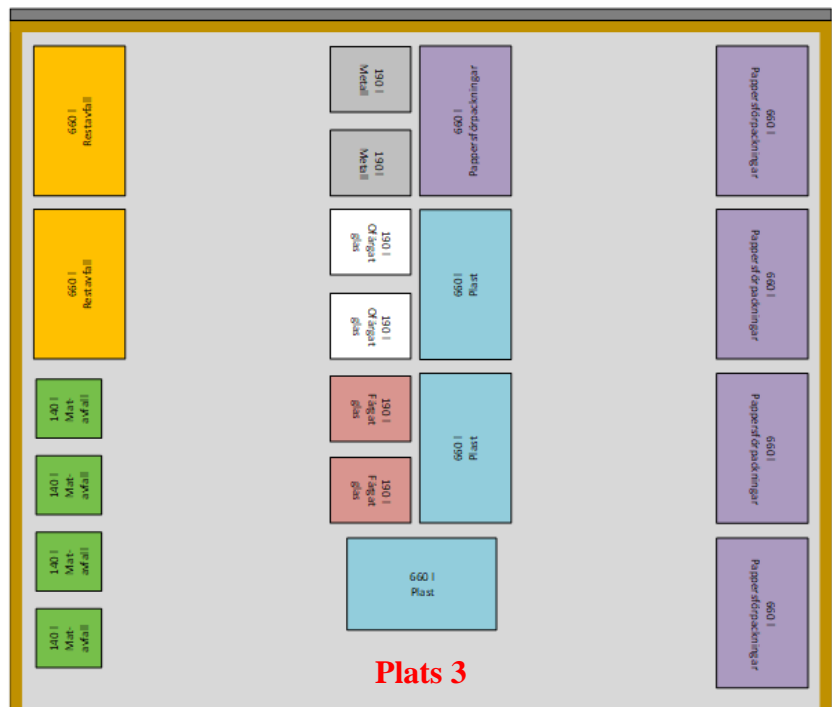 660 l
Restavfall
660 l
Restavfall
140 l
Mat-
avfall
140 l
Mat-
avfall
140 l
Mat-
avfall
140 l
Mat-
avfall
190 l
Metall
190 l
Metall
190 l
Ofärgat
glas
190 l
Ofärgat
glas
190 l
Färgat
glas
190 l
Färgat
glas
660 l
Pappersförpackningar
660 l
Plast
660 l
Plast
660 l
Plast
Plats 3
660 l
Pappersförpackningar
660 l
Pappersförpackningar
660 l
Pappersförpackningar
660 l
Pappersförpackningar